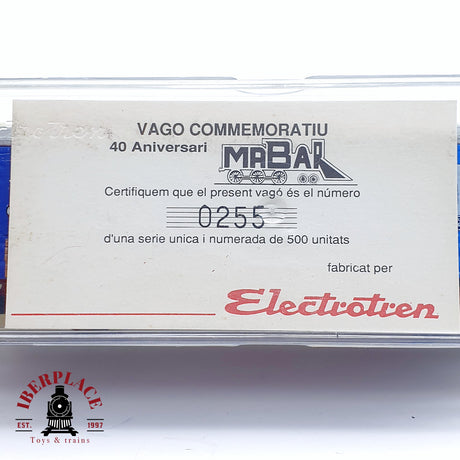 VAGO COMMEMORATIU
40 Aniversari MABAR
Certifiquem que el present vagó és el número
0255
d'una serie unica i numerada de 500 unitats
fabricat per
Electrotren
IBERPLACE
EST. 1997
Toys & trains